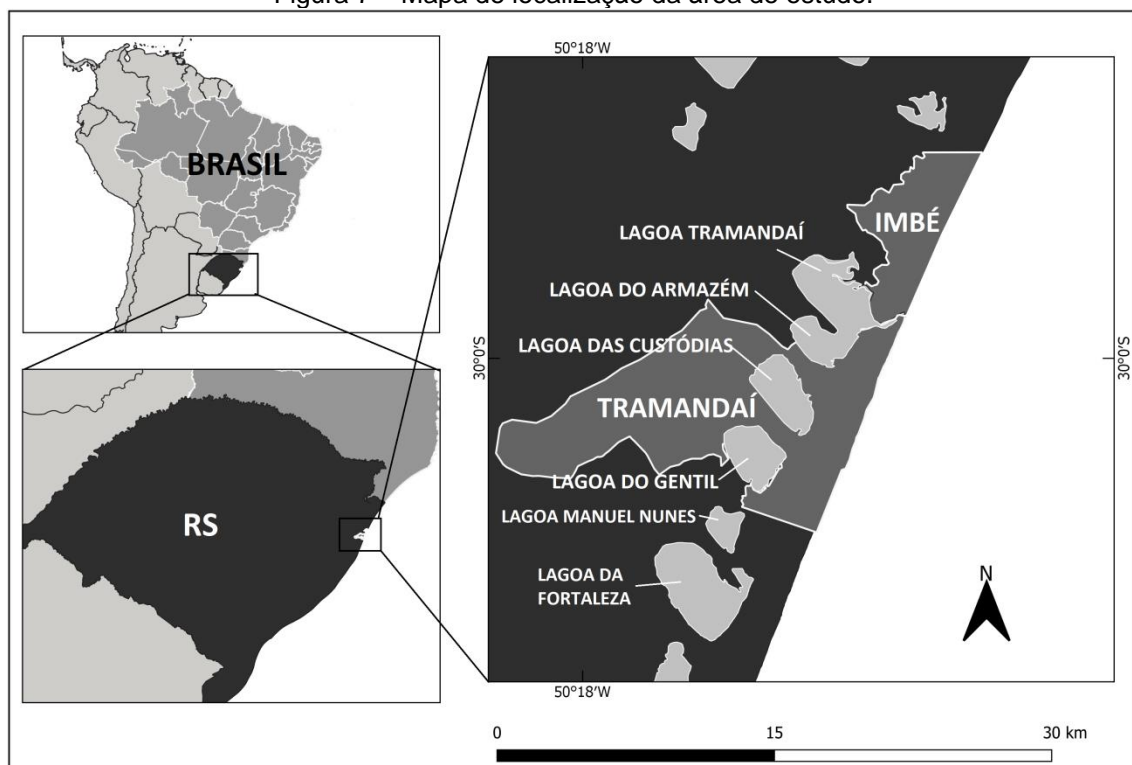 Figura 7 – Mapa de localização da área de estudo.
BRASIL
RS
50°18'W
IMBÉ
LAGOA TRAMANDAÍ
LAGOA DO ARMAZÉM
LAGOA DAS CUSTÓDIAS
30°0'S
30°0'S
TRAMANDAÍ
LAGOA DO GENTIL
LAGOA MANUEL NUNES
LAGOA DA
FORTALEZA
N
50°18'W
0 15 30 km